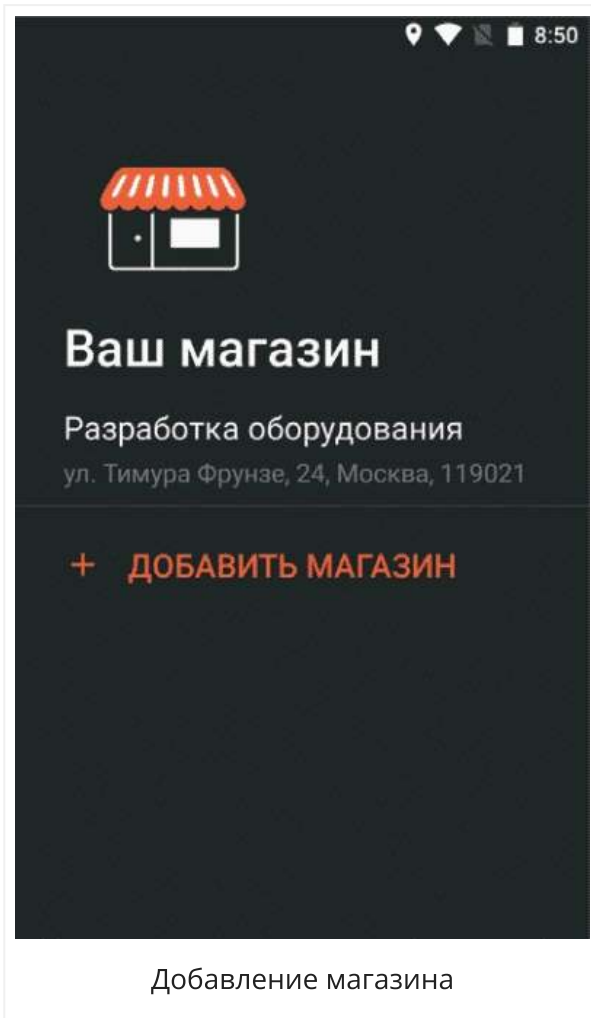 8:50
Ваш магазин
Разработка оборудования
ул. Тимура Фрунзе, 24, Москва, 119021
+ ДОБАВИТЬ МАГАЗИН
Добавление магазина